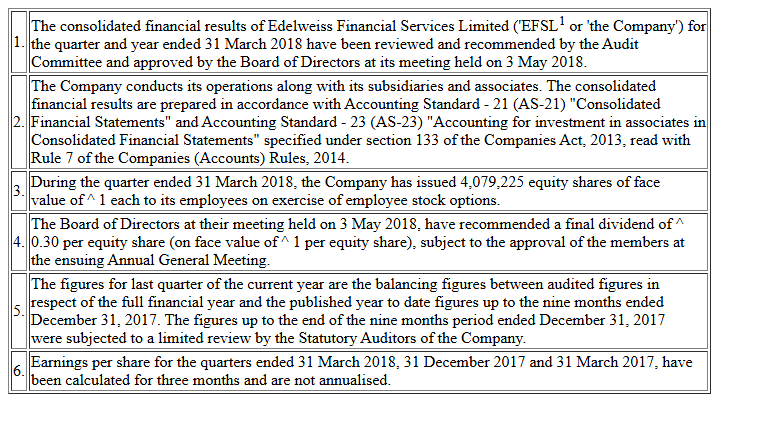 The consolidated financial results of Edelweiss Financial Services Limited ('EFSL¹ or 'the Company') for
1. the quarter and year ended 31 March 2018 have been reviewed and recommended by the Audit
Committee and approved by the Board of Directors at its meeting held on 3 May 2018.
The Company conducts its operations along with its subsidiaries and associates. The consolidated
financial results are prepared in accordance with Accounting Standard - 21 (AS-21) "Consolidated
2. Financial Statements" and Accounting Standard - 23 (AS-23) "Accounting for investment in associates in
Consolidated Financial Statements" specified under section 133 of the Companies Act, 2013, read with
Rule 7 of the Companies (Accounts) Rules, 2014.
3. During the quarter ended 31 March 2018, the Company has issued 4,079,225 equity shares of face
value of ^ 1 each to its employees on exercise of employee stock options.
The Board of Directors at their meeting held on 3 May 2018, have recommended a final dividend of ^
4. 0.30 per equity share (on face value of ^ 1 per equity share), subject to the approval of the members at
the ensuing Annual General Meeting.
The figures for last quarter of the current year are the balancing figures between audited figures in
5. respect of the full financial year and the published year to date figures up to the nine months ended
December 31, 2017. The figures up to the end of the nine months period ended December 31, 2017
were subjected to a limited review by the Statutory Auditors of the Company.
6. Earnings per share for the quarters ended 31 March 2018, 31 December 2017 and 31 March 2017, have
been calculated for three months and are not annualised.